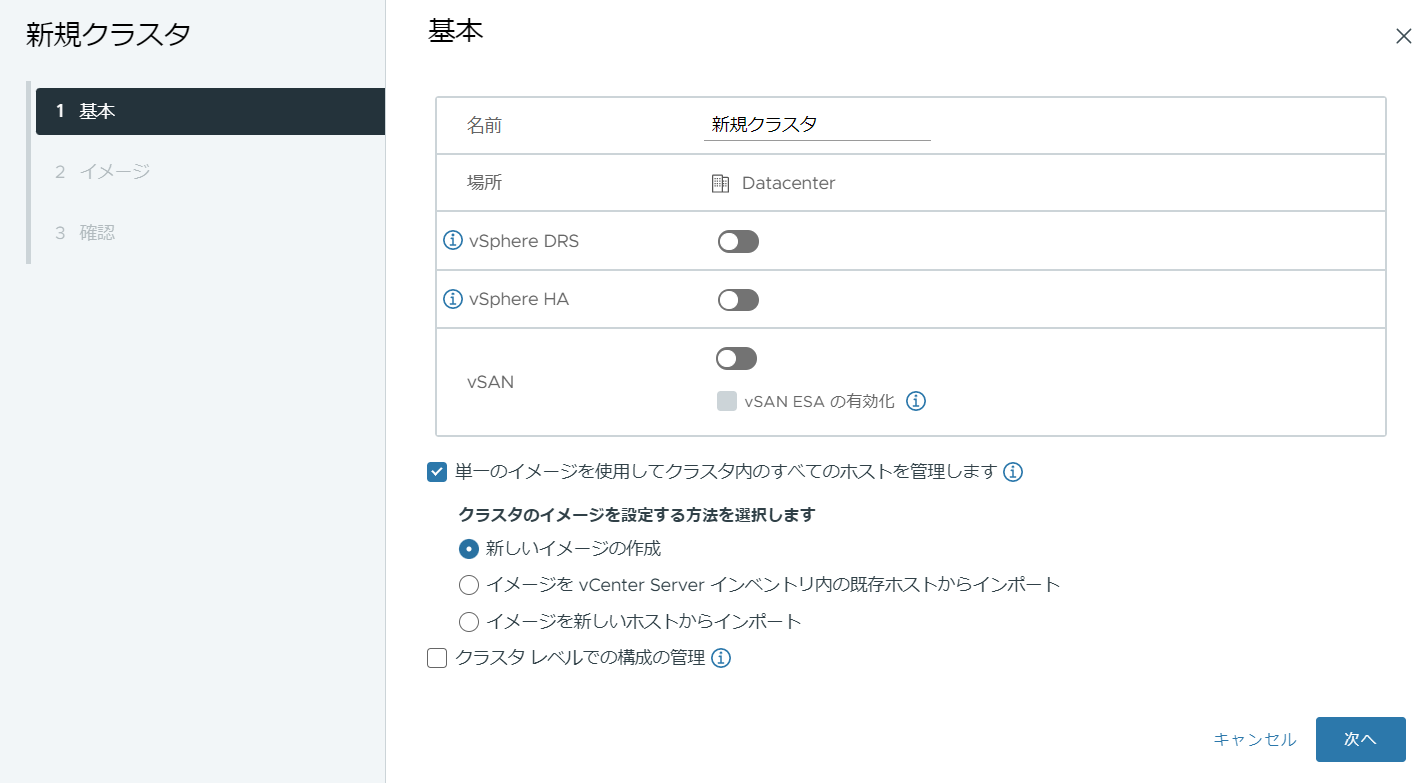 新規クラスタ
1 基本
2 イメージ
3 確認
基本
名前 新規クラスタ
場所 Datacenter
vSphere DRS
vSphere HA
vSAN
vSAN ESA の有効化
単一のイメージを使用してクラスタ内のすべてのホストを管理します
クラスタのイメージを設定する方法を選択します
新しいイメージの作成
イメージを vCenter Server インベントリ内の既存ホストからインポート
イメージを新しいホストからインポート
クラスタ レベルでの構成の管理
キャンセル 次へ